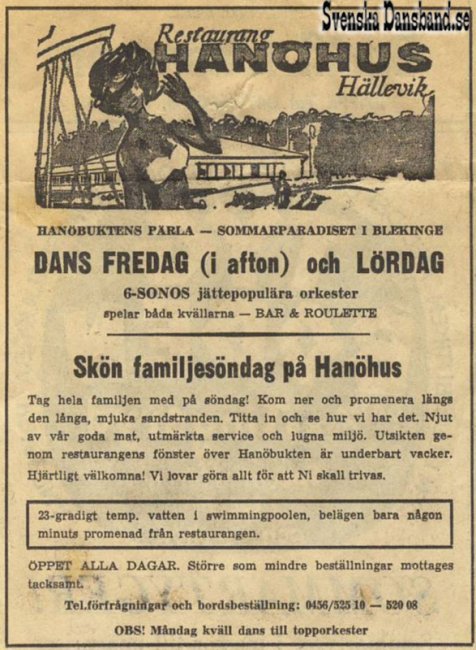 Svenska Dansband.se
Restaurang
HANÖHUS
Hällevik
HANÖBUKTENS PÄRLA — SOMMARPARADISET I BLEKINGE
DANS FREDAG (i afton) och LÖRDAG
6-SONOS jättepopulära orkester
spelar båda kvällarna — BAR & ROULETTE
Skön familjesöndag på Hanöhus
Tag hela familjen med på söndag! Kom ner och promenera längs
den långa, mjuka sandstranden. Titta in och se hur vi har det. Njut
av vår goda mat, utmärkta service och lugna miljö. Utsikten ge-
nom restaurangens fönster över Hanöbukten är underbart vacker.
Hjärtligt välkomna! Vi lovar göra allt för att Ni skall trivas.
23-gradigt temp. vatten i swimmingpoolen, belägen bara någon
minuts promenad från restaurangen.
ÖPPET ALLA DAGAR. Större som mindre beställningar mottages
tacksamt.
Tel.förfrågningar och bordsbeställning: 0456/525 10 — 520 08
OBS! Måndag kväll dans till topporkester